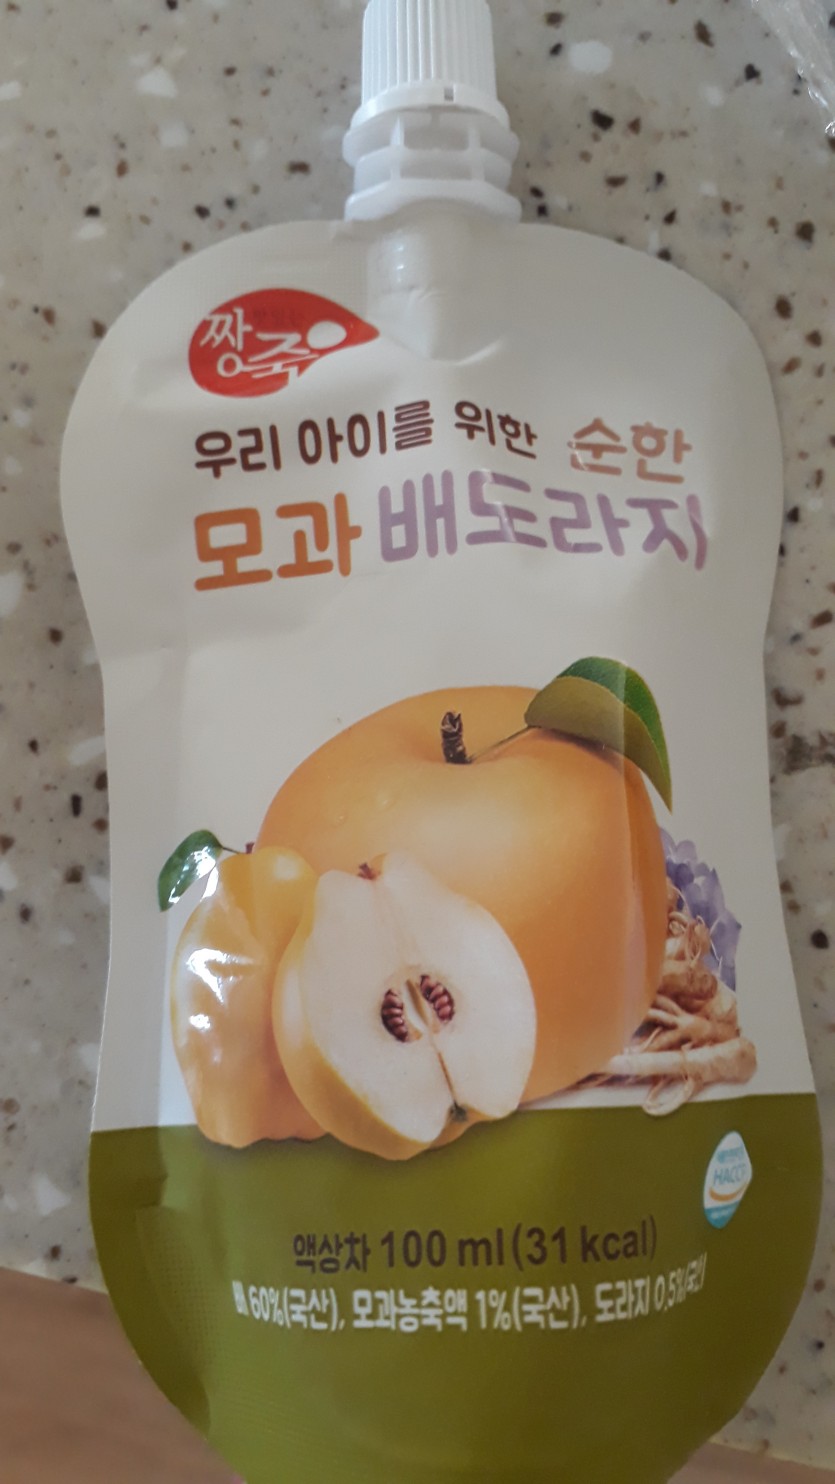 짱죽
우리 아이를 위한 순한
모과 배도라지
HACCP
액상차 100 ml (31 kcal)
배 60%(국산), 모과농축액 1%(국산), 도라지 0.5%(국산)